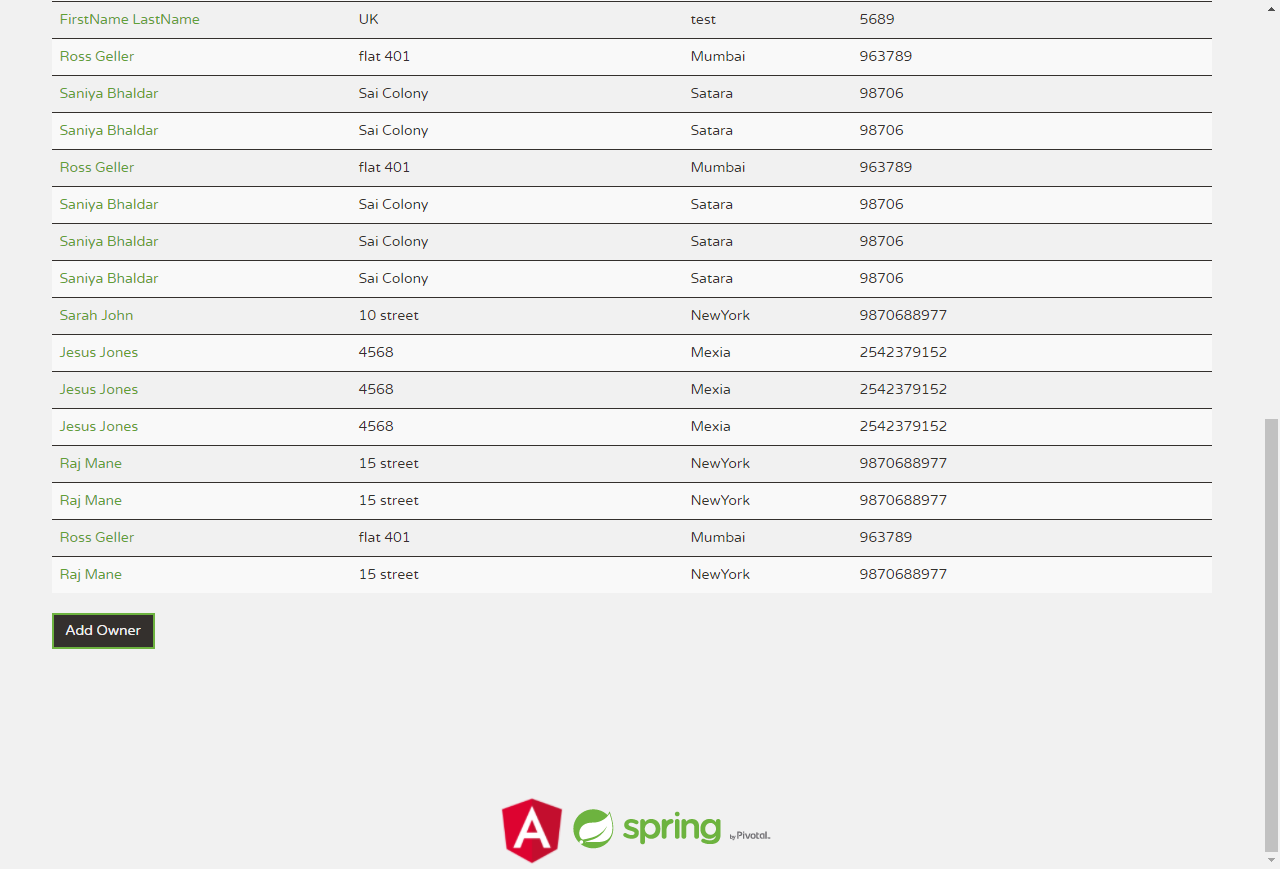 FirstName LastName UK test 5689
Ross Geller flat 401 Mumbai 963789
Saniya Bhaldar Sai Colony Satara 98706
Saniya Bhaldar Sai Colony Satara 98706
Ross Geller flat 401 Mumbai 963789
Saniya Bhaldar Sai Colony Satara 98706
Saniya Bhaldar Sai Colony Satara 98706
Saniya Bhaldar Sai Colony Satara 98706
Sarah John 10 street NewYork 9870688977
Jesus Jones 4568 Mexia 2542379152
Jesus Jones 4568 Mexia 2542379152
Jesus Jones 4568 Mexia 2542379152
Raj Mane 15 street NewYork 9870688977
Raj Mane 15 street NewYork 9870688977
Ross Geller flat 401 Mumbai 963789
Raj Mane 15 street NewYork 9870688977
Add Owner
A spring by Pivotal.